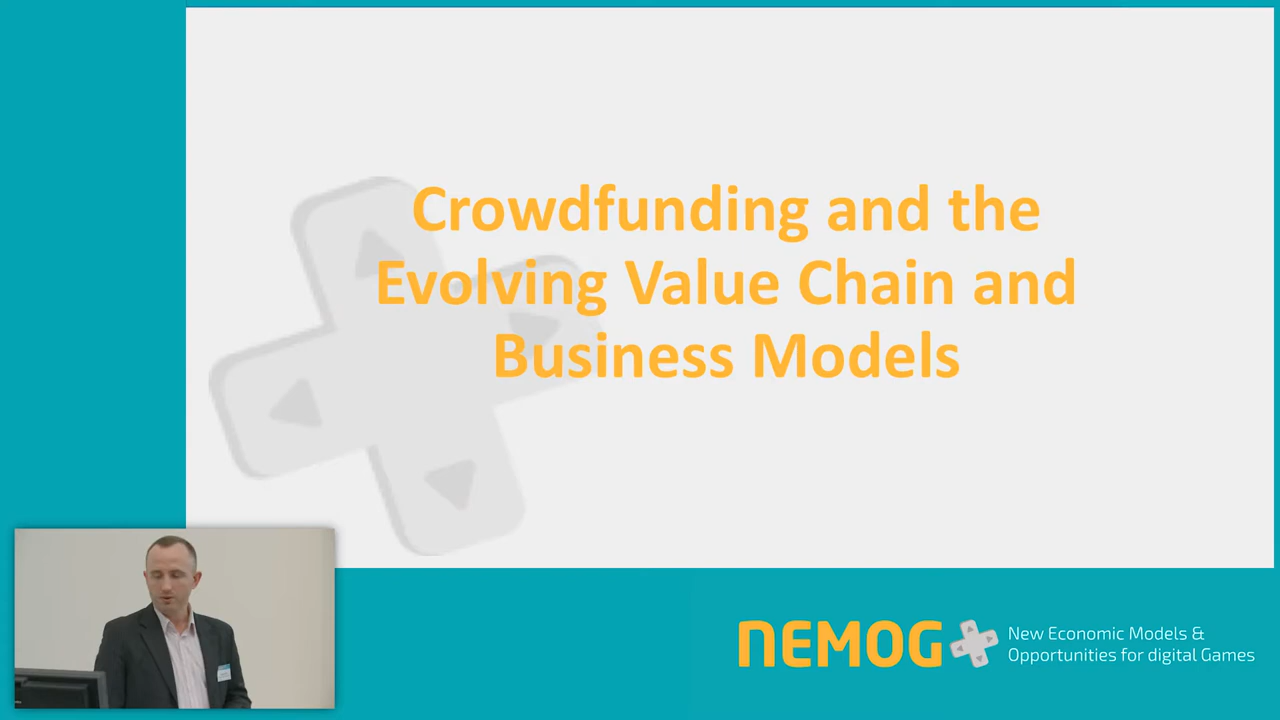 Crowdfunding and the
Evolving Value Chain and
Business Models
NEMOG
New Economic Models &
Opportunities for digital Games